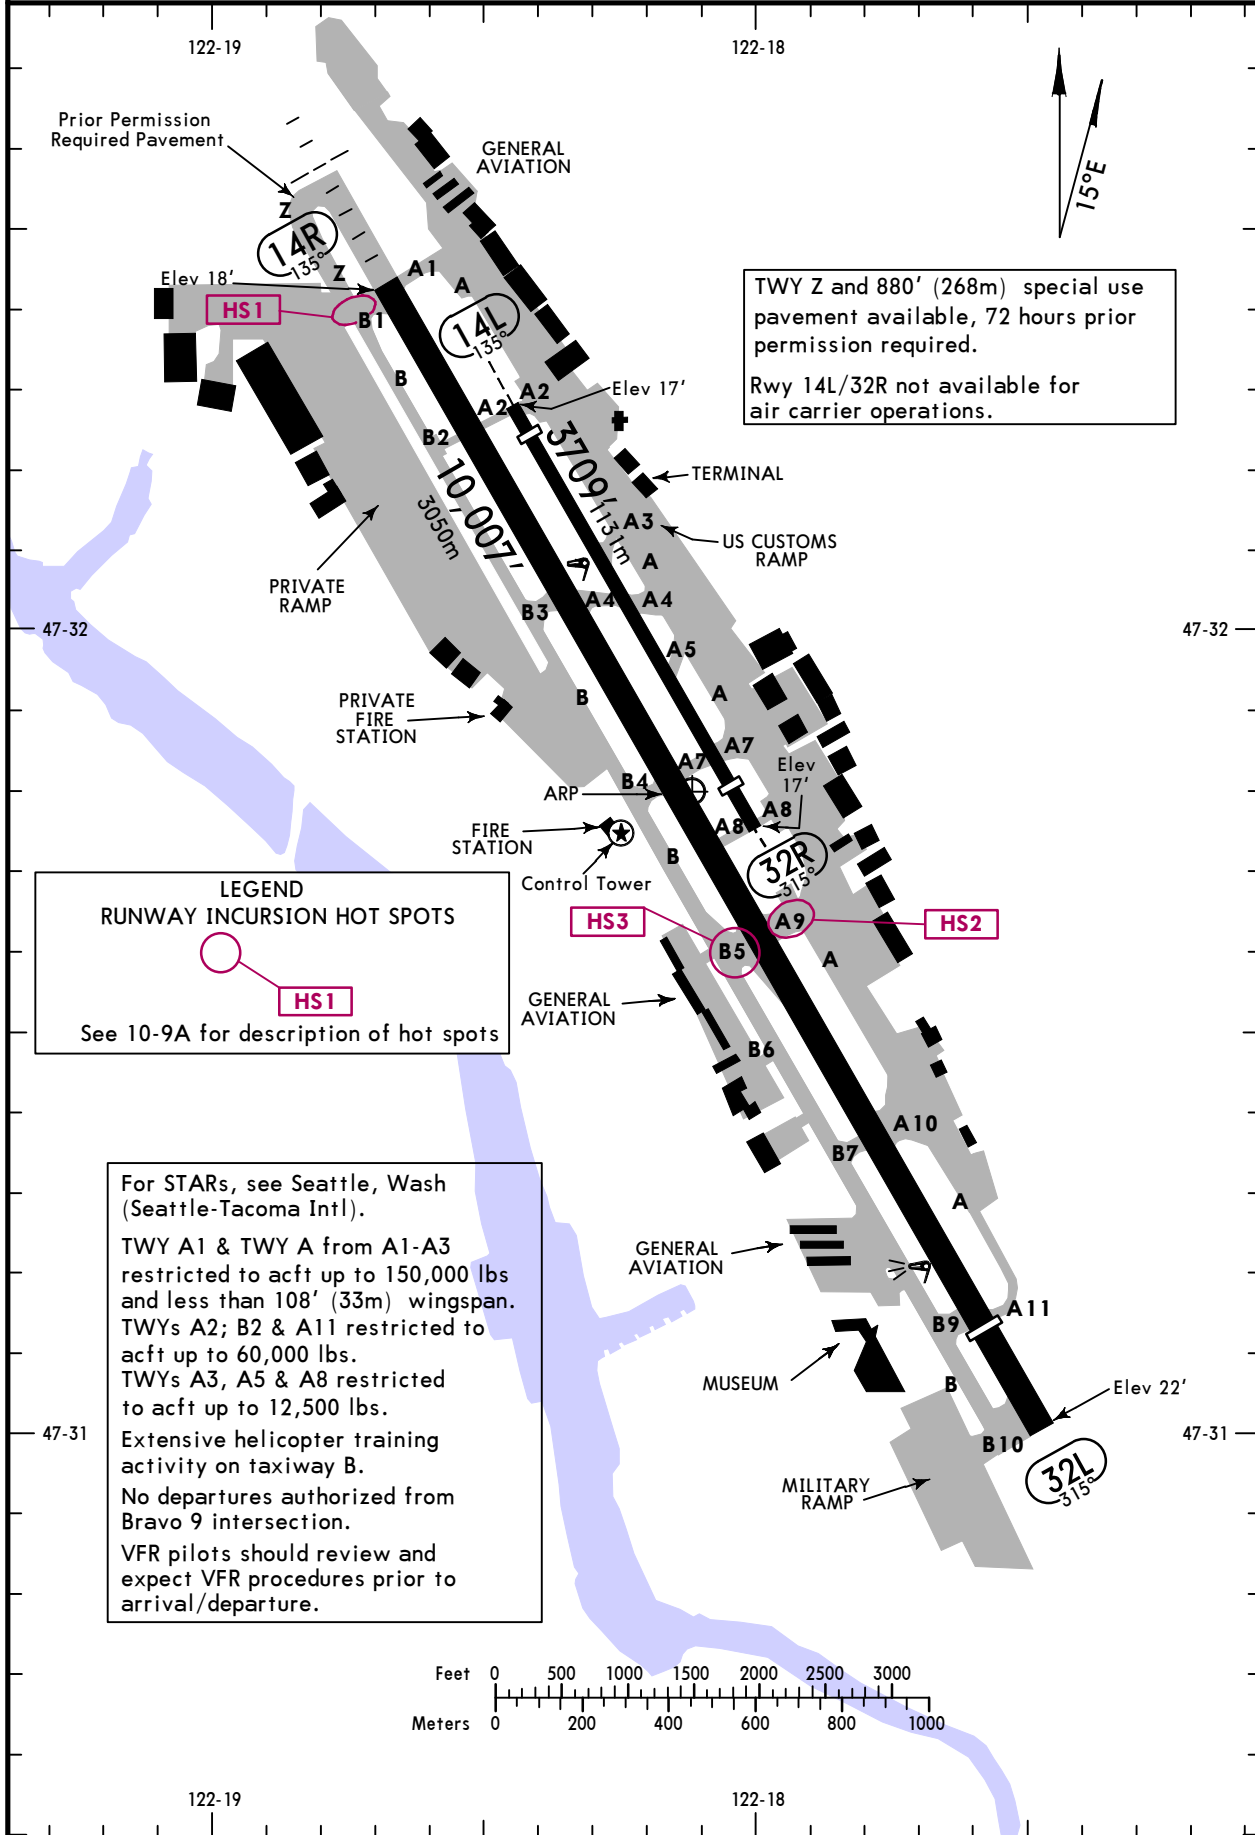 122-19
122-18
Prior Permission
Required Pavement
GENERAL
AVIATION
15°E
Z
14R
135°
Z
A1
A
Elev 18'
HS1
B1
14L
135°
TWY Z and 880' (268m) special use
pavement available, 72 hours prior
permission required.
Rwy 14L/32R not available for
air carrier operations.
B
A2
A2
Elev 17'
B2
10,007'
3050m
3709'
1131m
TERMINAL
A3
US CUSTOMS
RAMP
A
PRIVATE
RAMP
B3
A4
A4
47-32
47-32
A5
B
A
PRIVATE
FIRE
STATION
A7
A7
B4
Elev
17'
ARP
A8
A8
FIRE
STATION
B
Control Tower
32R
315°
LEGEND
RUNWAY INCURSION HOT SPOTS
HS1
See 10-9A for description of hot spots
HS3
A9
HS2
B5
A
GENERAL
AVIATION
B6
A10
B7
For STARs, see Seattle, Wash
(Seattle-Tacoma Intl).
TWY A1 & TWY A from A1-A3
restricted to acft up to 150,000 lbs
and less than 108' (33m) wingspan.
TWYs A2; B2 & A11 restricted to
acft up to 60,000 lbs.
TWYs A3, A5 & A8 restricted
to acft up to 12,500 lbs.
Extensive helicopter training
activity on taxiway B.
No departures authorized from
Bravo 9 intersection.
VFR pilots should review and
expect VFR procedures prior to
arrival/departure.
A
GENERAL
AVIATION
A11
B9
MUSEUM
B
Elev 22'
47-31
47-31
B10
32L
315°
MILITARY
RAMP
Feet 0 500 1000 1500 2000 2500 3000
Meters 0 200 400 600 800 1000
122-19
122-18